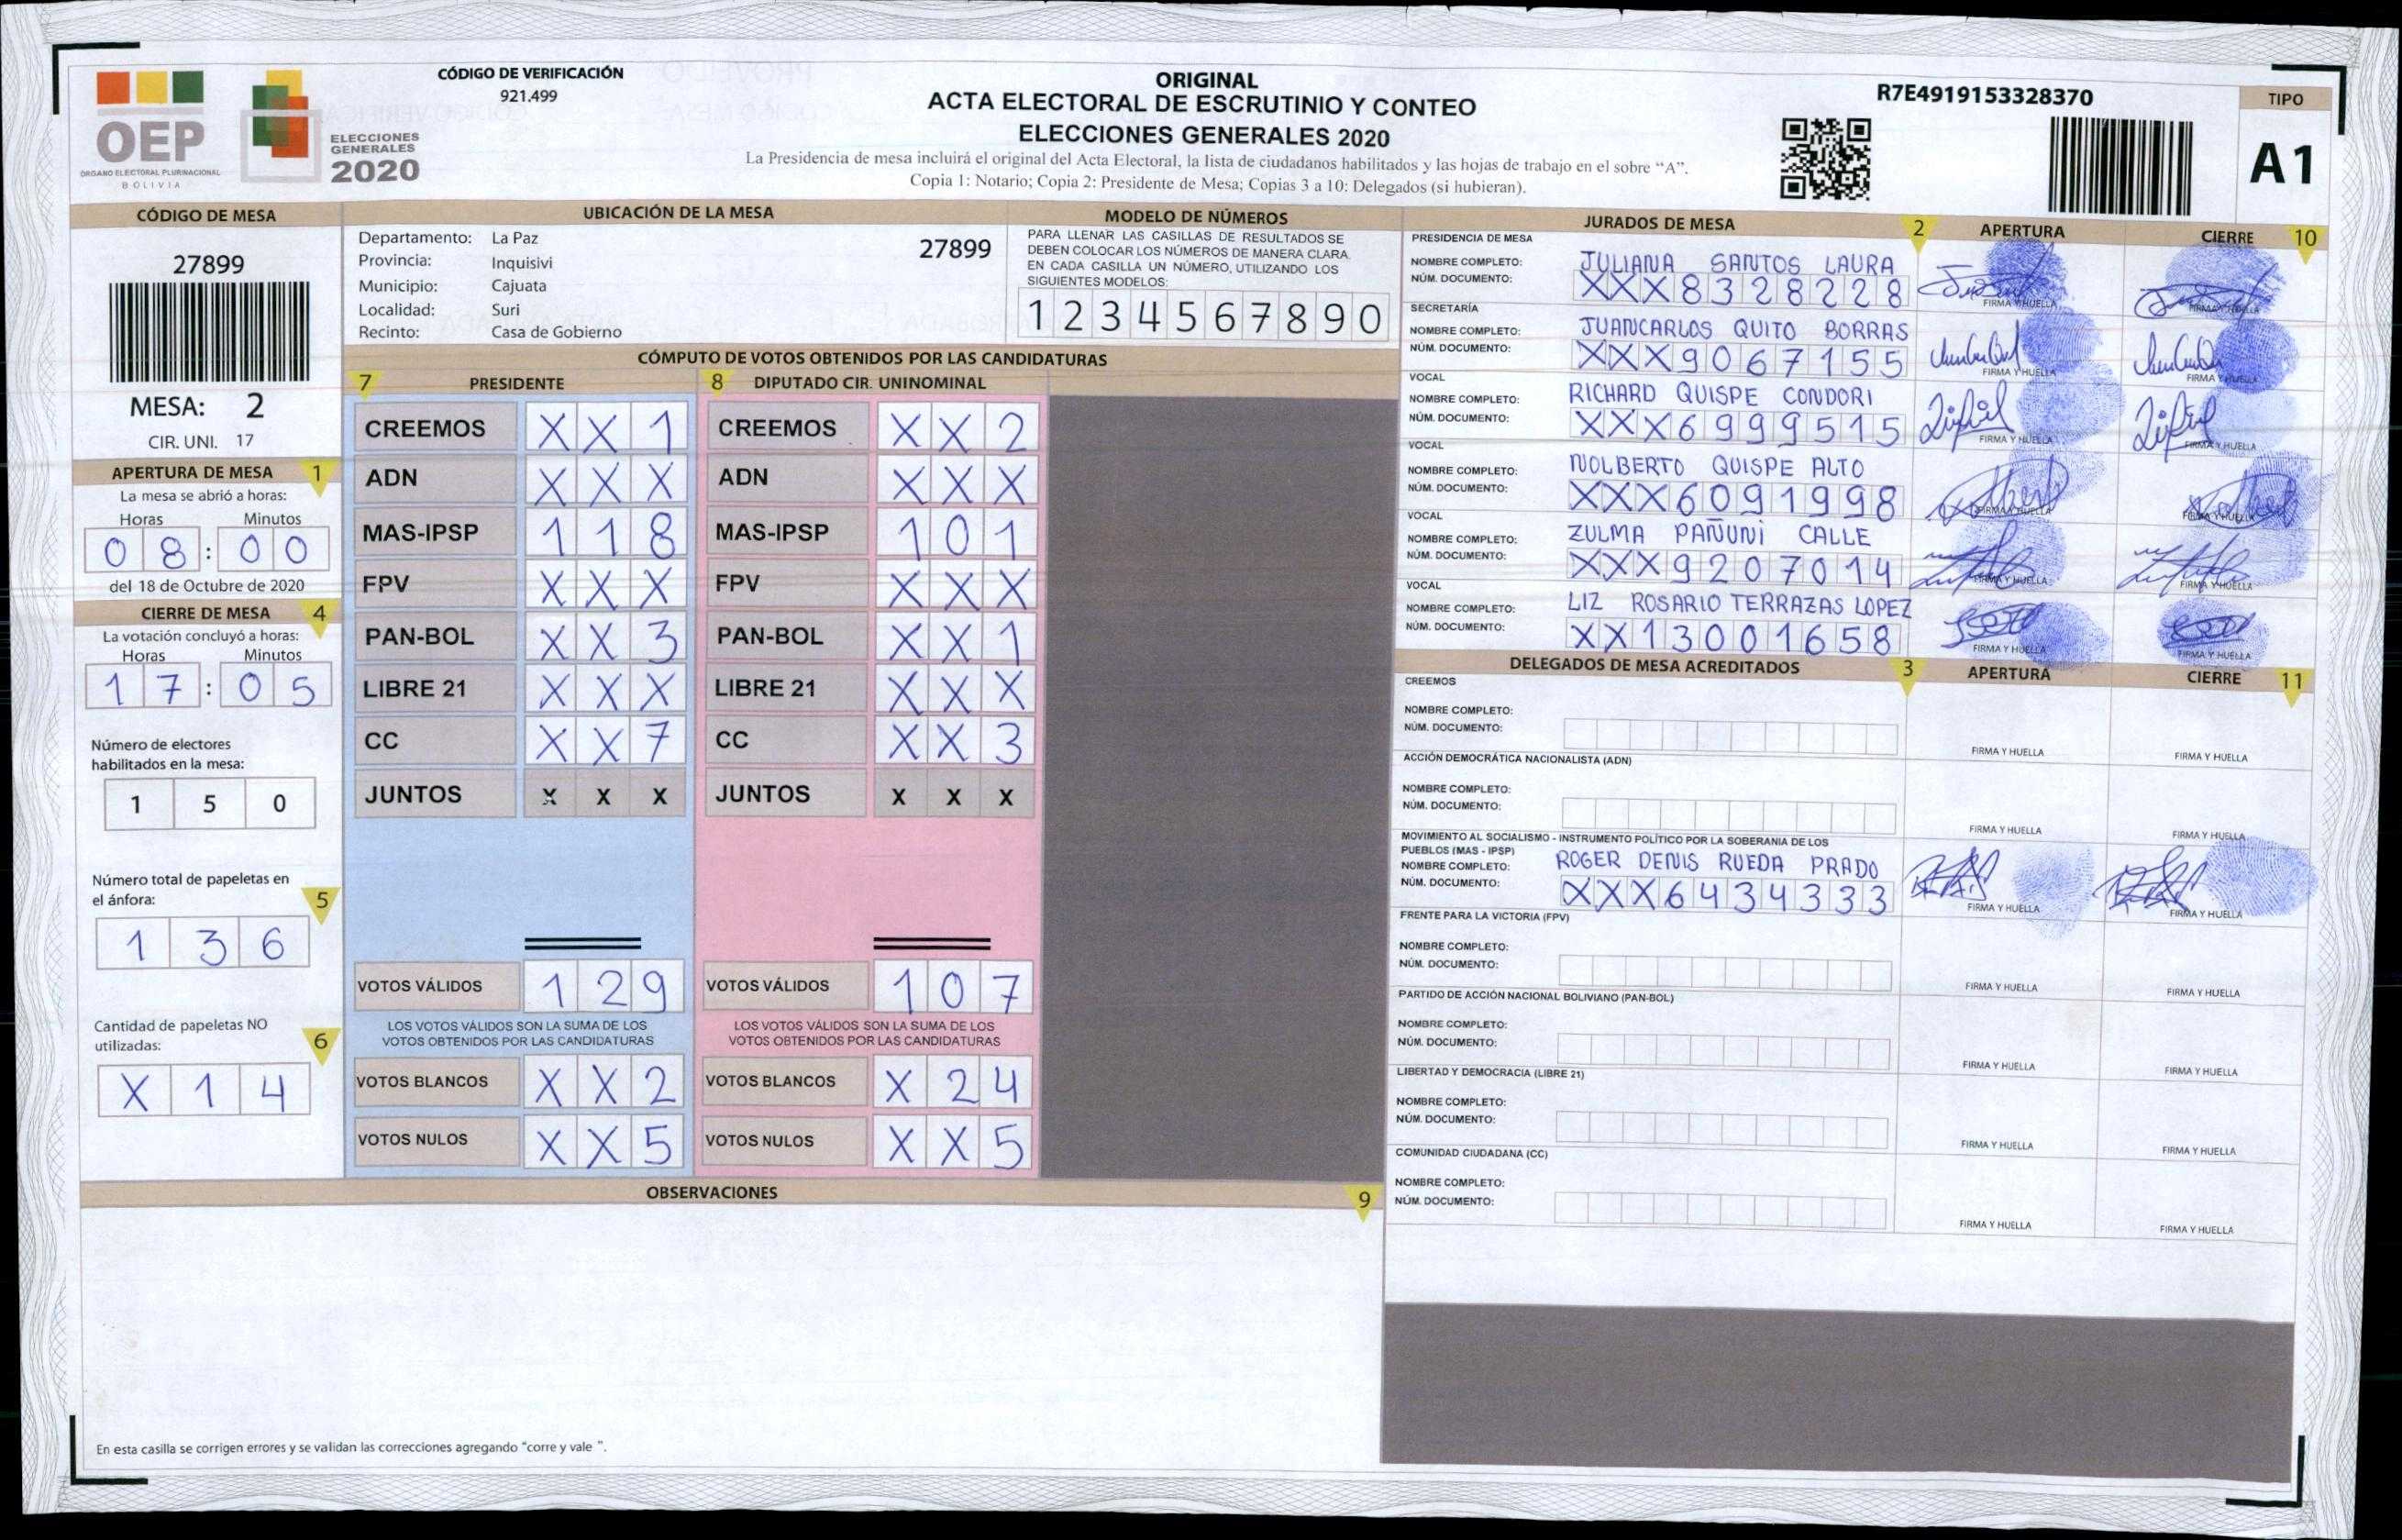 OEP
ÓRGANO ELECTORAL PLURINACIONAL
BOLIVIA
ELECCIONES
GENERALES
2020
CÓDIGO DE VERIFICACIÓN
921.499
ORIGINAL
ACTA ELECTORAL DE ESCRUTINIO Y CONTEO
ELECCIONES GENERALES 2020
La Presidencia de mesa incluirá el original del Acta Electoral, la lista de ciudadanos habilitados y las hojas de trabajo en el sobre “A”.
Copia 1: Notario; Copia 2: Presidente de Mesa; Copias 3 a 10: Delegados (si hubieran).
R7E4919153328370
TIPO
A1
CÓDIGO DE MESA
27899
MESA: 2
CIR. UNI. 17
APERTURA DE MESA 1
La mesa se abrió a horas:
Horas Minutos
0 8 : 0 0
del 18 de Octubre de 2020
CIERRE DE MESA 4
La votación concluyó a horas:
Horas Minutos
1 7 : 0 5
Número de electores
habilitados en la mesa:
1 5 0
Número total de papeletas en
el ánfora: 5
1 3 6
Cantidad de papeletas NO
utilizadas: 6
X 1 4
UBICACIÓN DE LA MESA
Departamento: La Paz 27899
Provincia: Inquisivi
Municipio: Cajuata
Localidad: Suri
Recinto: Casa de Gobierno
MODELO DE NÚMEROS
PARA LLENAR LAS CASILLAS DE RESULTADOS SE
DEBEN COLOCAR LOS NÚMEROS DE MANERA CLARA.
EN CADA CASILLA UN NÚMERO, UTILIZANDO LOS
SIGUIENTES MODELOS:
1 2 3 4 5 6 7 8 9 0
CÓMPUTO DE VOTOS OBTENIDOS POR LAS CANDIDATURAS
7 PRESIDENTE
CREEMOS X X 1
ADN X X X
MAS-IPSP 1 1 8
FPV X X X
PAN-BOL X X 3
LIBRE 21 X X X
CC X X 7
JUNTOS X X X
VOTOS VÁLIDOS 1 2 9
LOS VOTOS VÁLIDOS SON LA SUMA DE LOS
VOTOS OBTENIDOS POR LAS CANDIDATURAS
VOTOS BLANCOS X X 2
VOTOS NULOS X X 5
8 DIPUTADO CIR. UNINOMINAL
CREEMOS X X 2
ADN X X X
MAS-IPSP 1 0 1
FPV X X X
PAN-BOL X X 1
LIBRE 21 X X X
CC X X 3
JUNTOS X X X
VOTOS VÁLIDOS 1 0 7
LOS VOTOS VÁLIDOS SON LA SUMA DE LOS
VOTOS OBTENIDOS POR LAS CANDIDATURAS
VOTOS BLANCOS X 2 4
VOTOS NULOS X X 5
OBSERVACIONES 9
En esta casilla se corrigen errores y se validan las correcciones agregando “corre y vale ”.
JURADOS DE MESA 2 APERTURA CIERRE 10
PRESIDENCIA DE MESA
NOMBRE COMPLETO: JULIANA SANTOS LAURA
NÚM. DOCUMENTO: XXX8328228 FIRMA Y HUELLA FIRMA Y HUELLA
SECRETARÍA
NOMBRE COMPLETO: JUANCARLOS QUITO BORRAS
NÚM. DOCUMENTO: XXX9067155 FIRMA Y HUELLA FIRMA Y HUELLA
VOCAL
NOMBRE COMPLETO: RICHARD QUISPE CONDORI
NÚM. DOCUMENTO: XXX6999515 FIRMA Y HUELLA FIRMA Y HUELLA
VOCAL
NOMBRE COMPLETO: NOLBERTO QUISPE ALTO
NÚM. DOCUMENTO: XXX6091998 FIRMA Y HUELLA FIRMA Y HUELLA
VOCAL
NOMBRE COMPLETO: ZULMA PAÑUNI CALLE
NÚM. DOCUMENTO: XXX9207014 FIRMA Y HUELLA FIRMA Y HUELLA
VOCAL
NOMBRE COMPLETO: LIZ ROSARIO TERRAZAS LOPEZ
NÚM. DOCUMENTO: XX13001658 FIRMA Y HUELLA FIRMA Y HUELLA
DELEGADOS DE MESA ACREDITADOS 3 APERTURA CIERRE 11
CREEMOS
NOMBRE COMPLETO:
NÚM. DOCUMENTO: FIRMA Y HUELLA FIRMA Y HUELLA
ACCIÓN DEMOCRÁTICA NACIONALISTA (ADN)
NOMBRE COMPLETO:
NÚM. DOCUMENTO: FIRMA Y HUELLA FIRMA Y HUELLA
MOVIMIENTO AL SOCIALISMO - INSTRUMENTO POLÍTICO POR LA SOBERANIA DE LOS
PUEBLOS (MAS - IPSP)
NOMBRE COMPLETO: ROGER DENIS RUEDA PRADO
NÚM. DOCUMENTO: XXX6434333 FIRMA Y HUELLA FIRMA Y HUELLA
FRENTE PARA LA VICTORIA (FPV)
NOMBRE COMPLETO:
NÚM. DOCUMENTO: FIRMA Y HUELLA FIRMA Y HUELLA
PARTIDO DE ACCIÓN NACIONAL BOLIVIANO (PAN-BOL)
NOMBRE COMPLETO:
NÚM. DOCUMENTO: FIRMA Y HUELLA FIRMA Y HUELLA
LIBERTAD Y DEMOCRACIA (LIBRE 21)
NOMBRE COMPLETO:
NÚM. DOCUMENTO: FIRMA Y HUELLA FIRMA Y HUELLA
COMUNIDAD CIUDADANA (CC)
NOMBRE COMPLETO:
NÚM. DOCUMENTO: FIRMA Y HUELLA FIRMA Y HUELLA